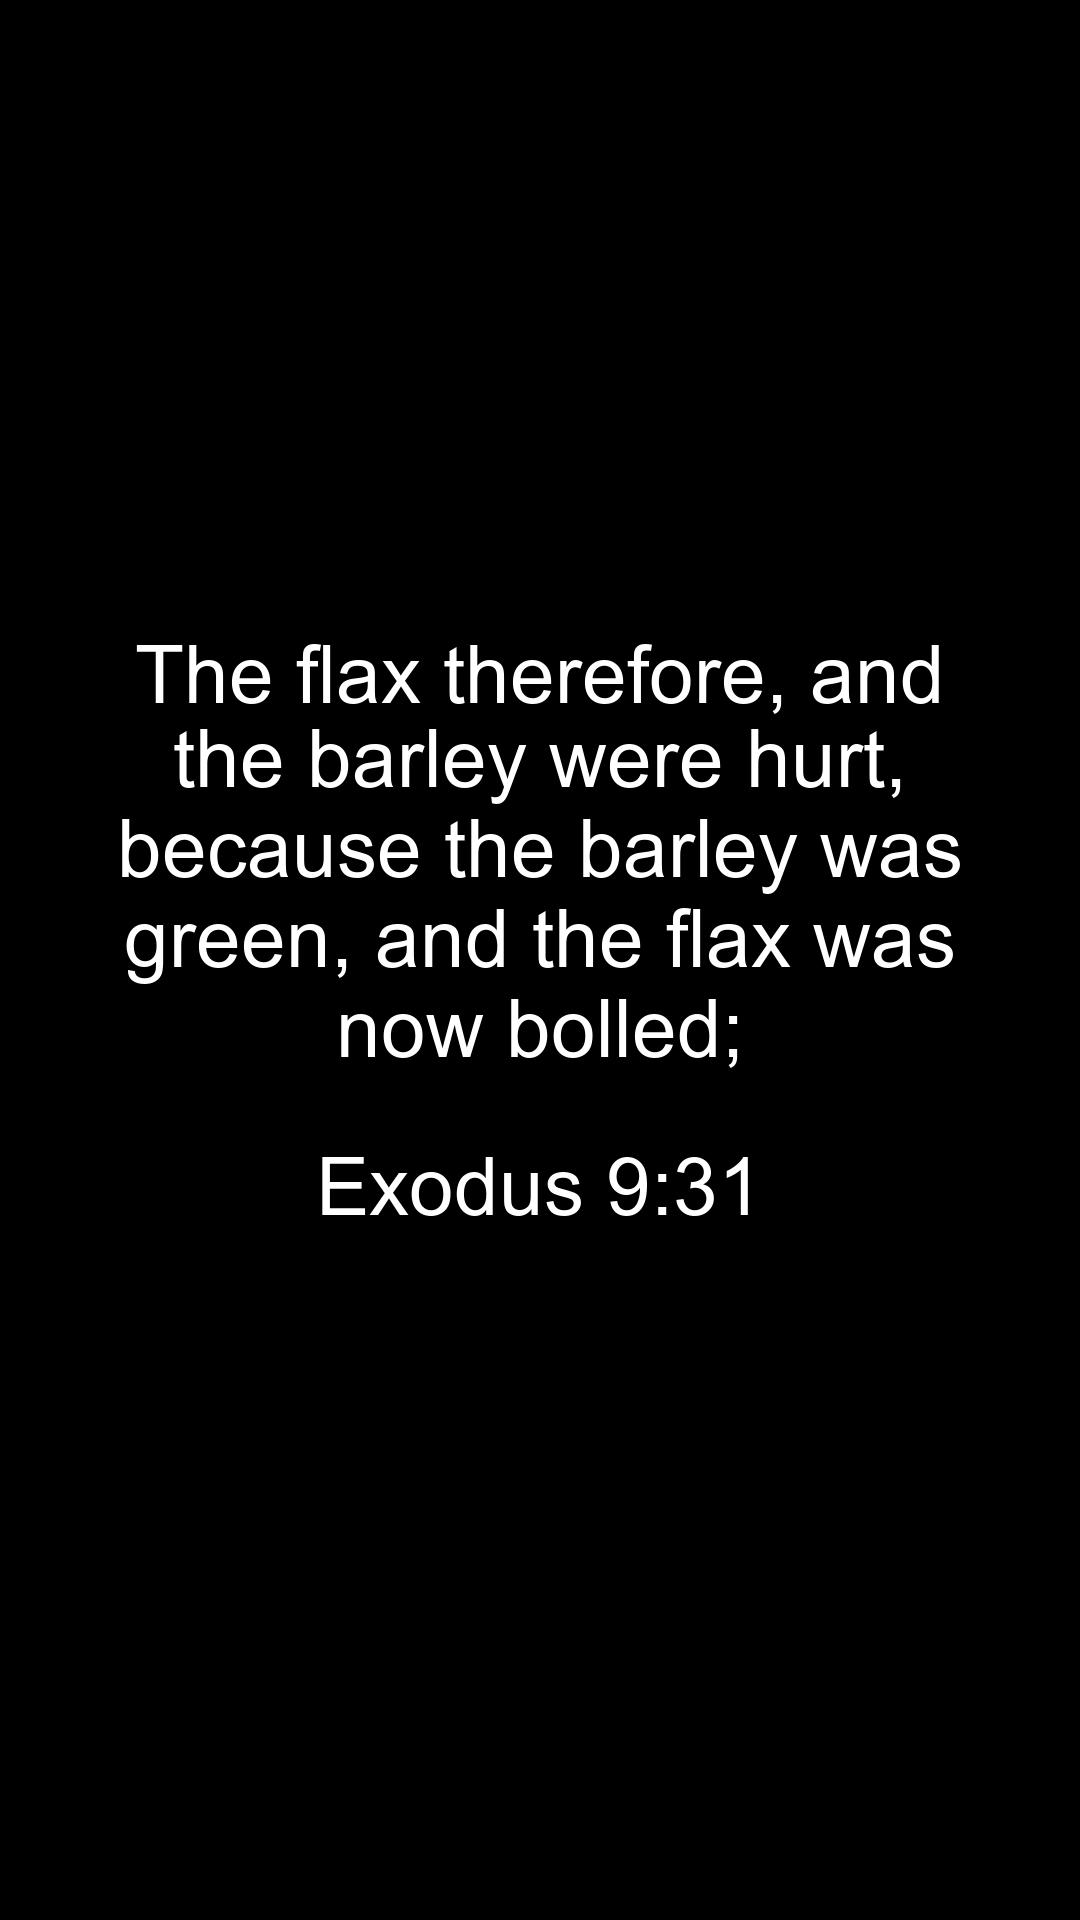 The flax therefore, and
the barley were hurt,
because the barley was
green, and the flax was
now bolled;
Exodus 9:31